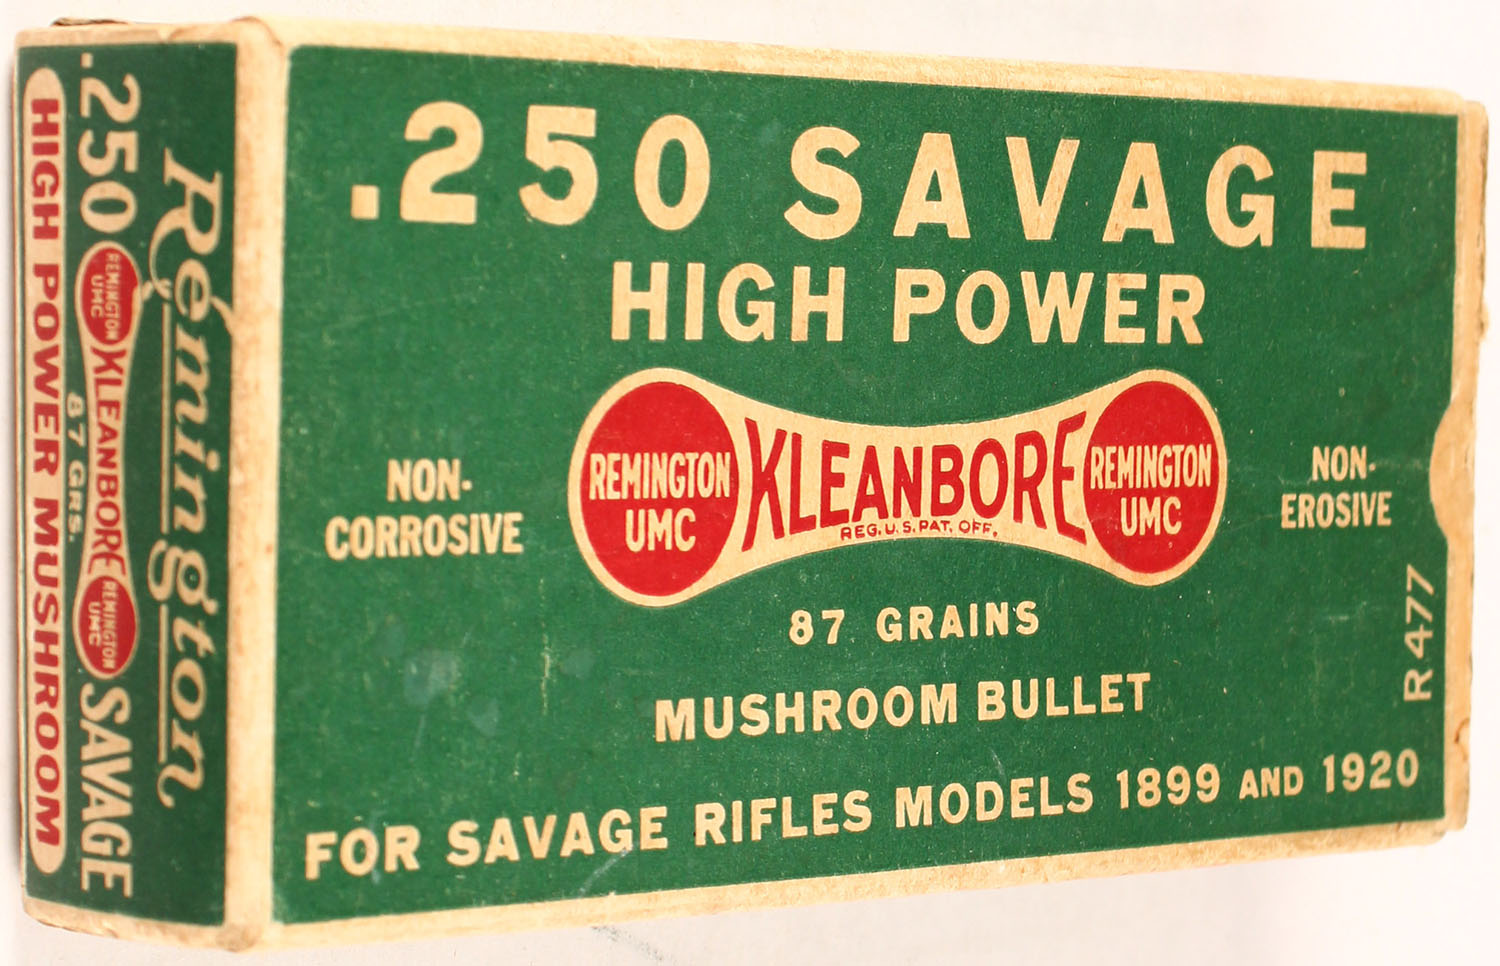 .250 SAVAGE
HIGH POWER
NON-
CORROSIVE
REMINGTON
UMC
KLEANBORE
REG.U.S.PAT.OFF.
REMINGTON
UMC
NON-
EROSIVE
87 GRAINS
MUSHROOM BULLET
FOR SAVAGE RIFLES MODELS 1899 AND 1920
R477
Remington
.250
REMINGTON
UMC
KLEANBORE
REMINGTON
UMC
SAVAGE
87 GRS.
HIGH POWER MUSHROOM